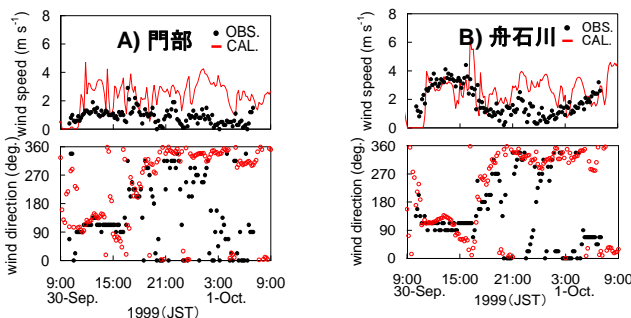 A) 門部
OBS.
CAL.
wind speed (m s⁻¹)
8
6
4
2
0
wind direction (deg.)
360
270
180
90
0
9:00
15:00
21:00
3:00
9:00
30-Sep.
1-Oct.
1999(JST)
B) 舟石川
OBS.
CAL.
wind speed (m s⁻¹)
8
6
4
2
0
wind direction (deg.)
360
270
180
90
0
9:00
15:00
21:00
3:00
9:00
30-Sep.
1-Oct.
1999(JST)